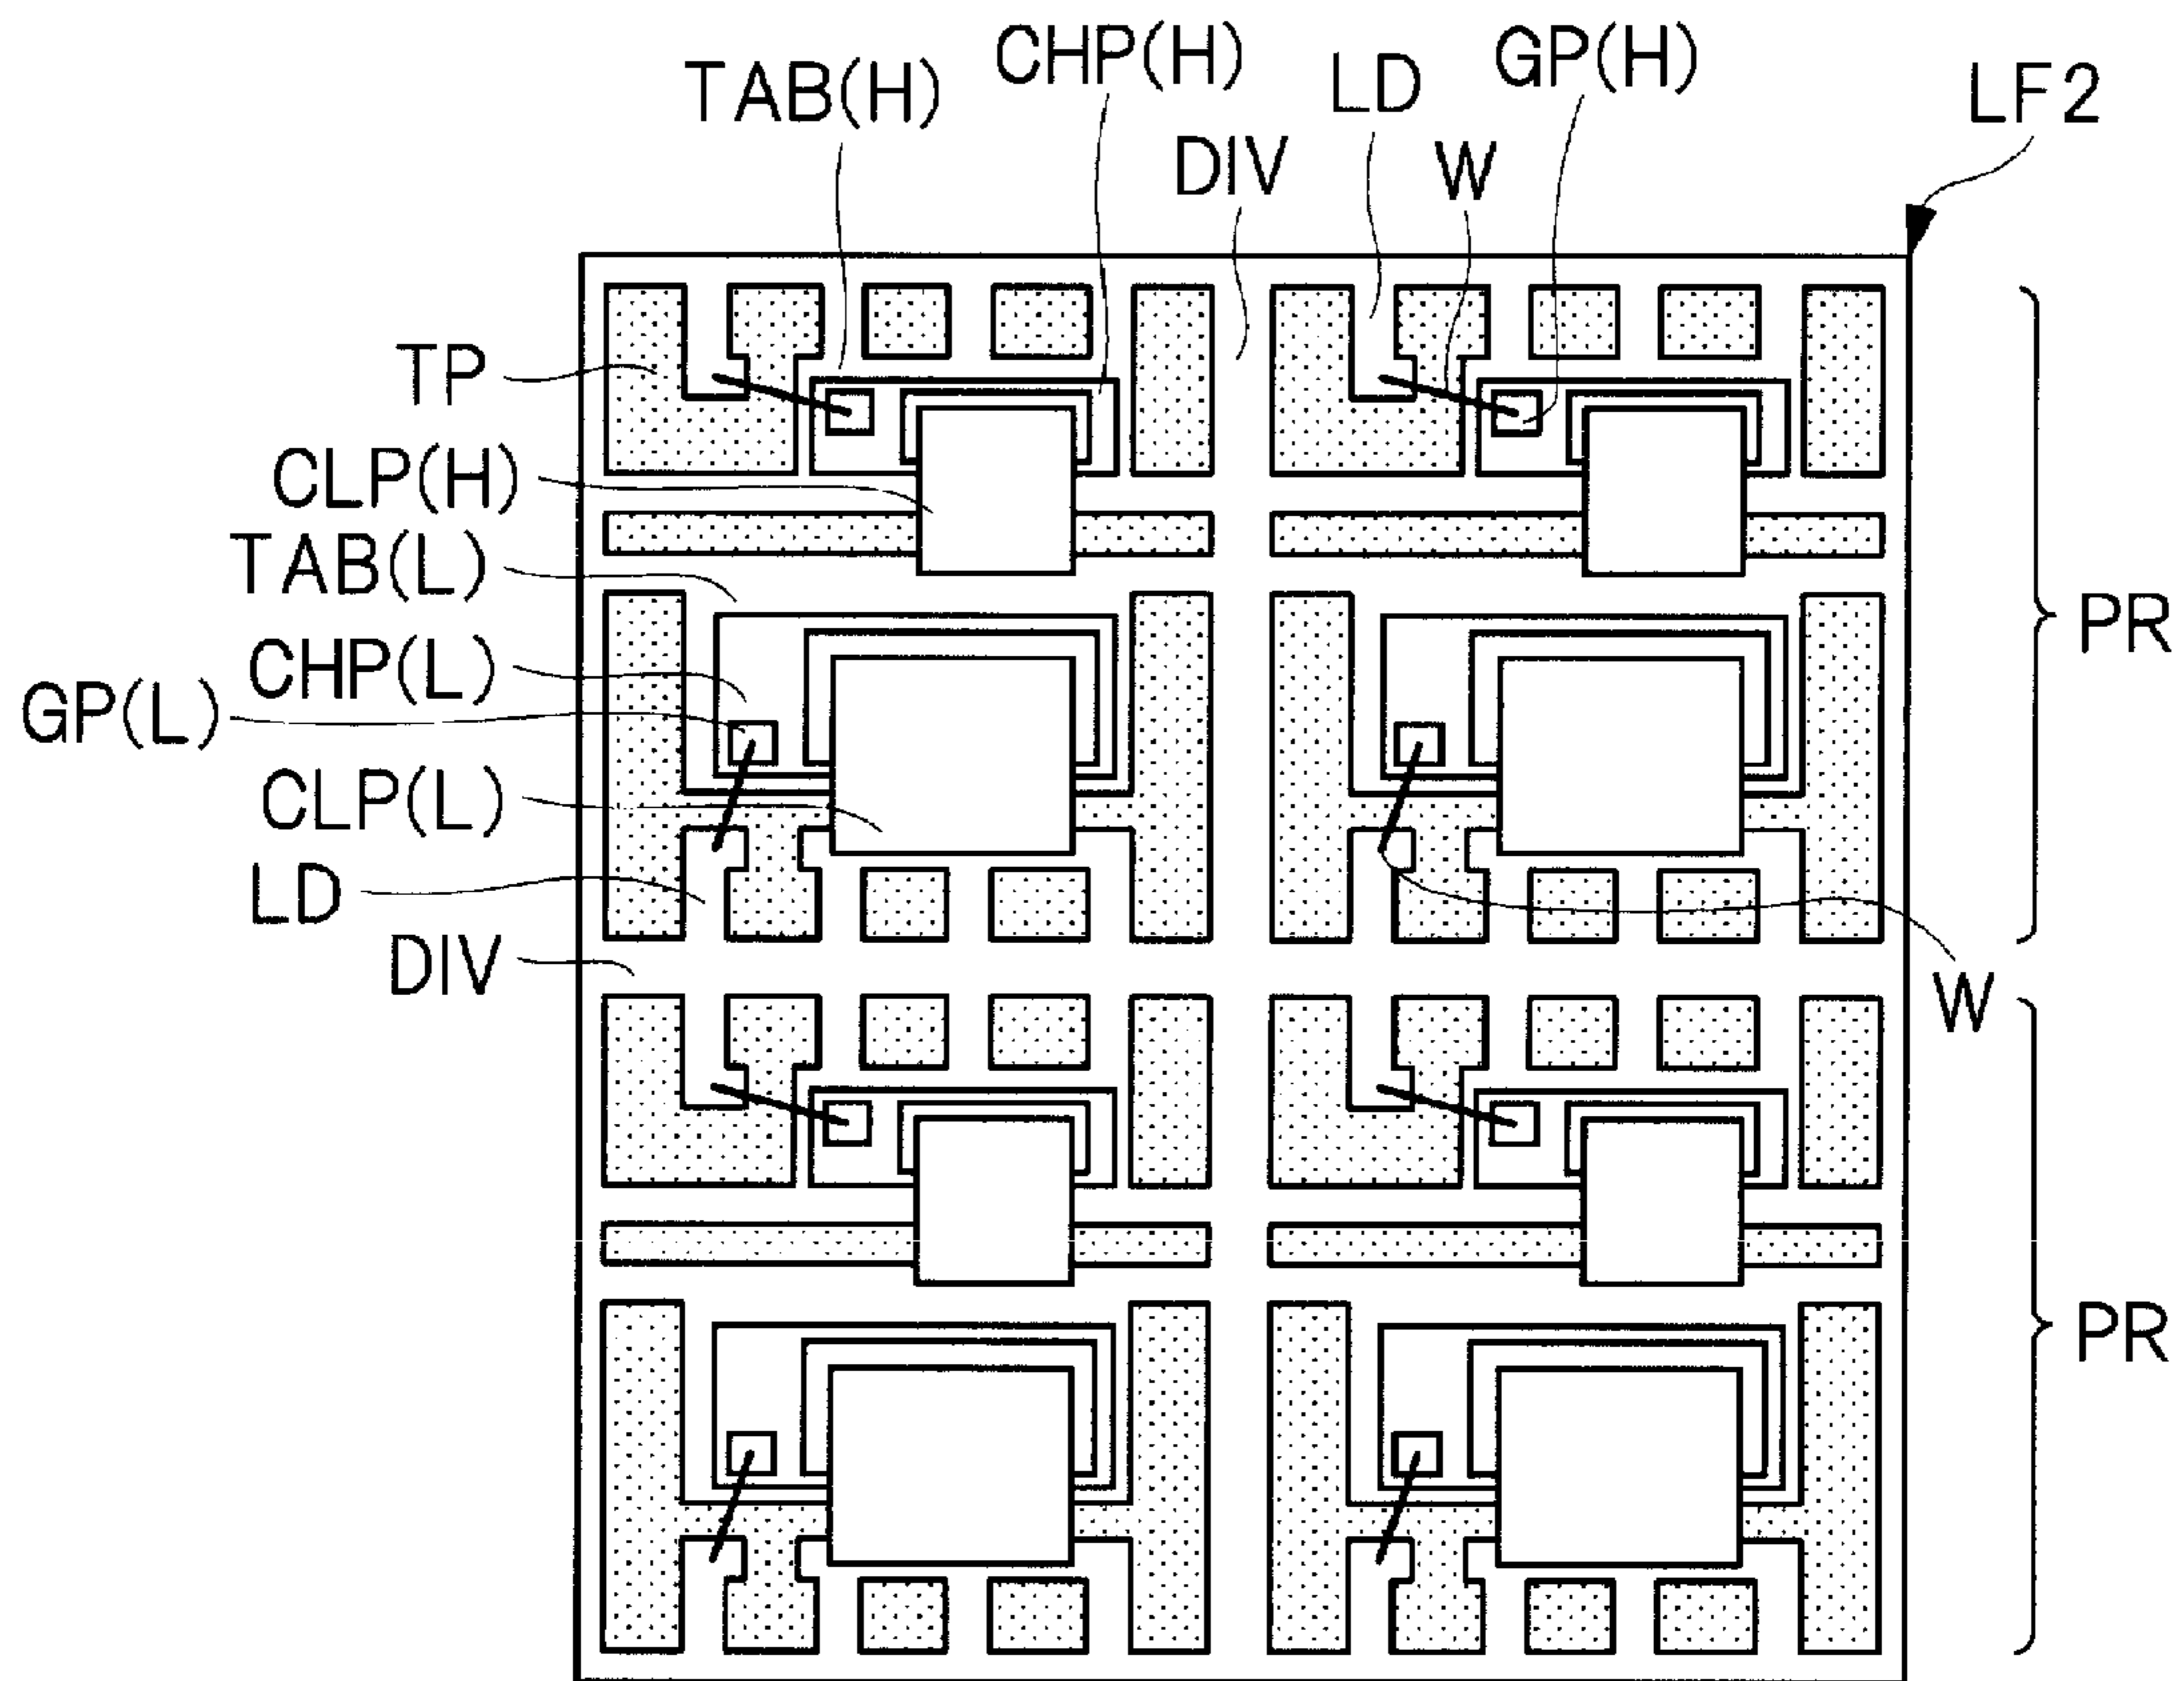 CHP(H)
GP(H)
TAB(H)
LD
LF2
DIV
W
TP
CLP(H)
TAB(L)
PR
CHP(L)
GP(L)
CLP(L)
LD
DIV
W
PR